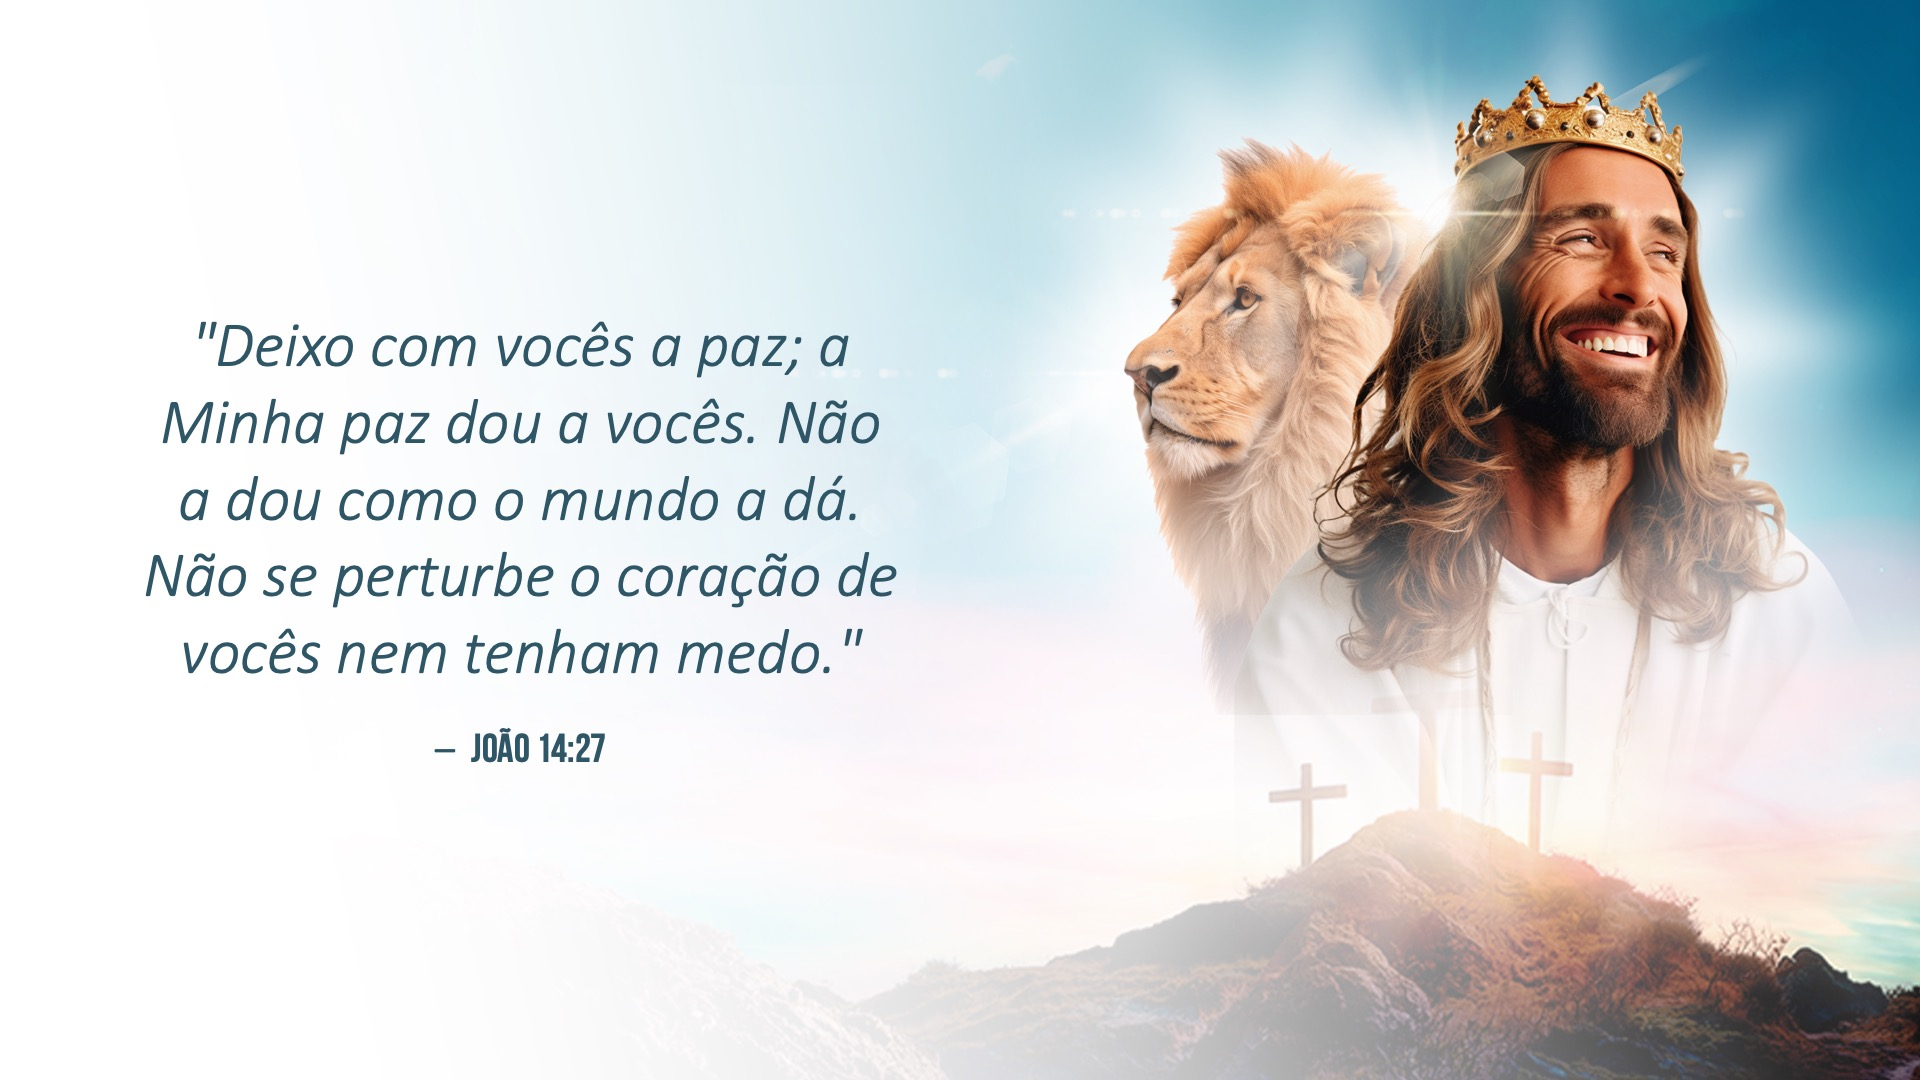 "Deixo com vocês a paz; a
Minha paz dou a vocês. Não
a dou como o mundo a dá.
Não se perturbe o coração de
vocês nem tenham medo."
– JOÃO 14:27